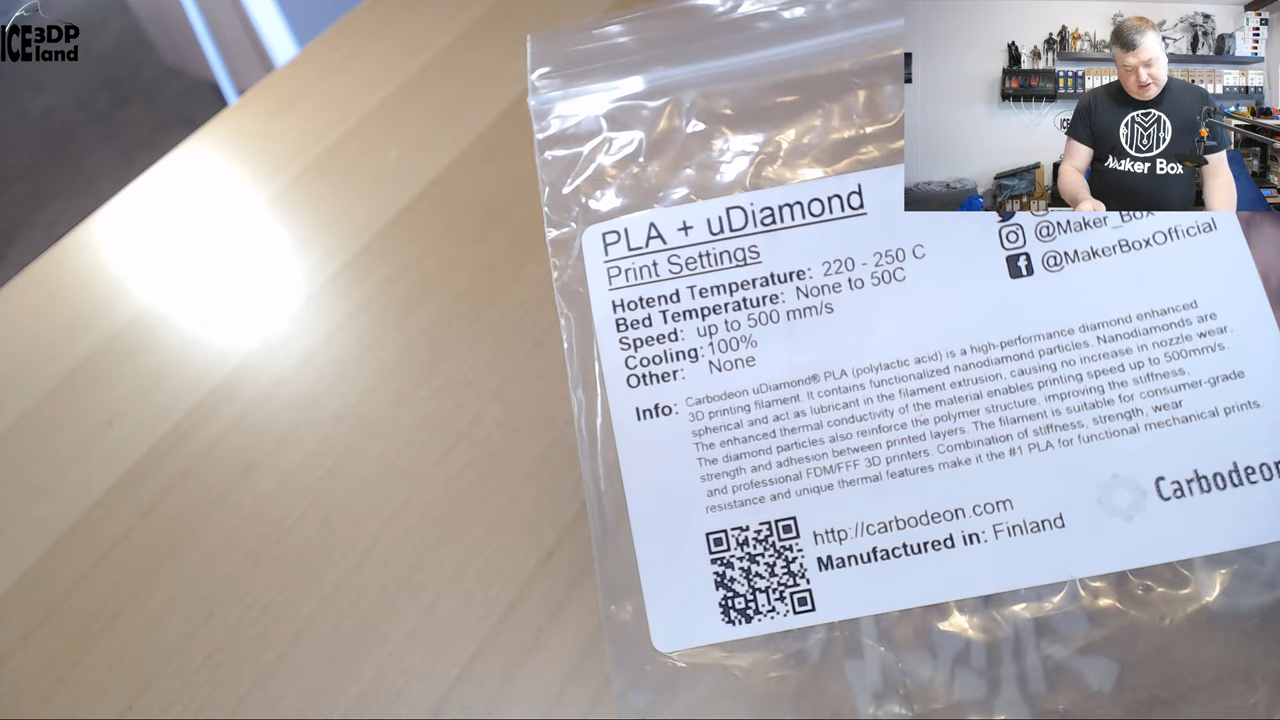 ICE 3DP
land
Maker Box
PLA + uDiamond
Print Settings
Hotend Temperature: 220 - 250 C
Bed Temperature: None to 50C
Speed: up to 500 mm/s
Cooling: 100%
Other: None
@Maker_Box
@MakerBoxOfficial
Info: Carbodeon uDiamond® PLA (polylactic acid) is a high-performance diamond enhanced
3D printing filament. It contains functionalized nanodiamond particles. Nanodiamonds are
spherical and act as lubricant in the filament extrusion, causing no increase in nozzle wear.
The enhanced thermal conductivity of the material enables printing speed up to 500mm/s.
The diamond particles also reinforce the polymer structure, improving the stiffness,
strength and adhesion between printed layers. The filament is suitable for consumer-grade
and professional FDM/FFF 3D printers. Combination of stiffness, strength, wear
resistance and unique thermal features make it the #1 PLA for functional mechanical prints.
http://carbodeon.com
Manufactured in: Finland
Carbodeon